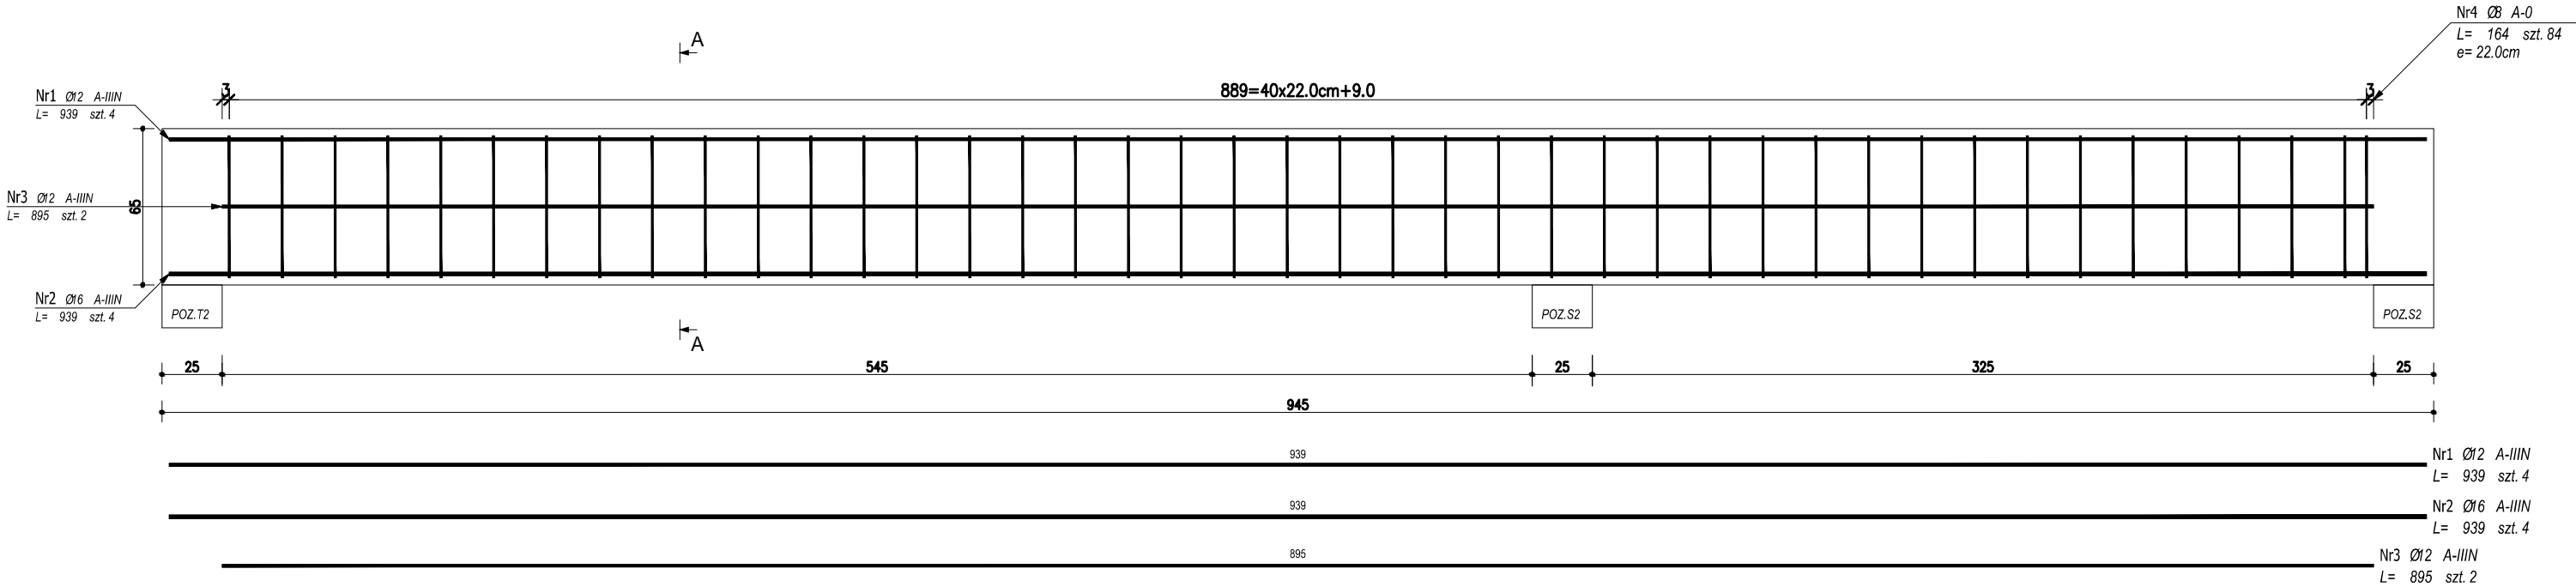 Nr4 Ø8 A-0
L= 164 szt. 84
e= 22.0cm
A
3
889=40x22.0cm+9.0
3
Nr1 Ø12 A-IIIN
L= 939 szt. 4
Nr3 Ø12 A-IIIN
L= 895 szt. 2
65
Nr2 Ø16 A-IIIN
L= 939 szt. 4
POZ.T2
POZ.S2
POZ.S2
A
25
545
25
325
25
945
939
Nr1 Ø12 A-IIIN
L= 939 szt. 4
939
Nr2 Ø16 A-IIIN
L= 939 szt. 4
895
Nr3 Ø12 A-IIIN
L= 895 szt. 2